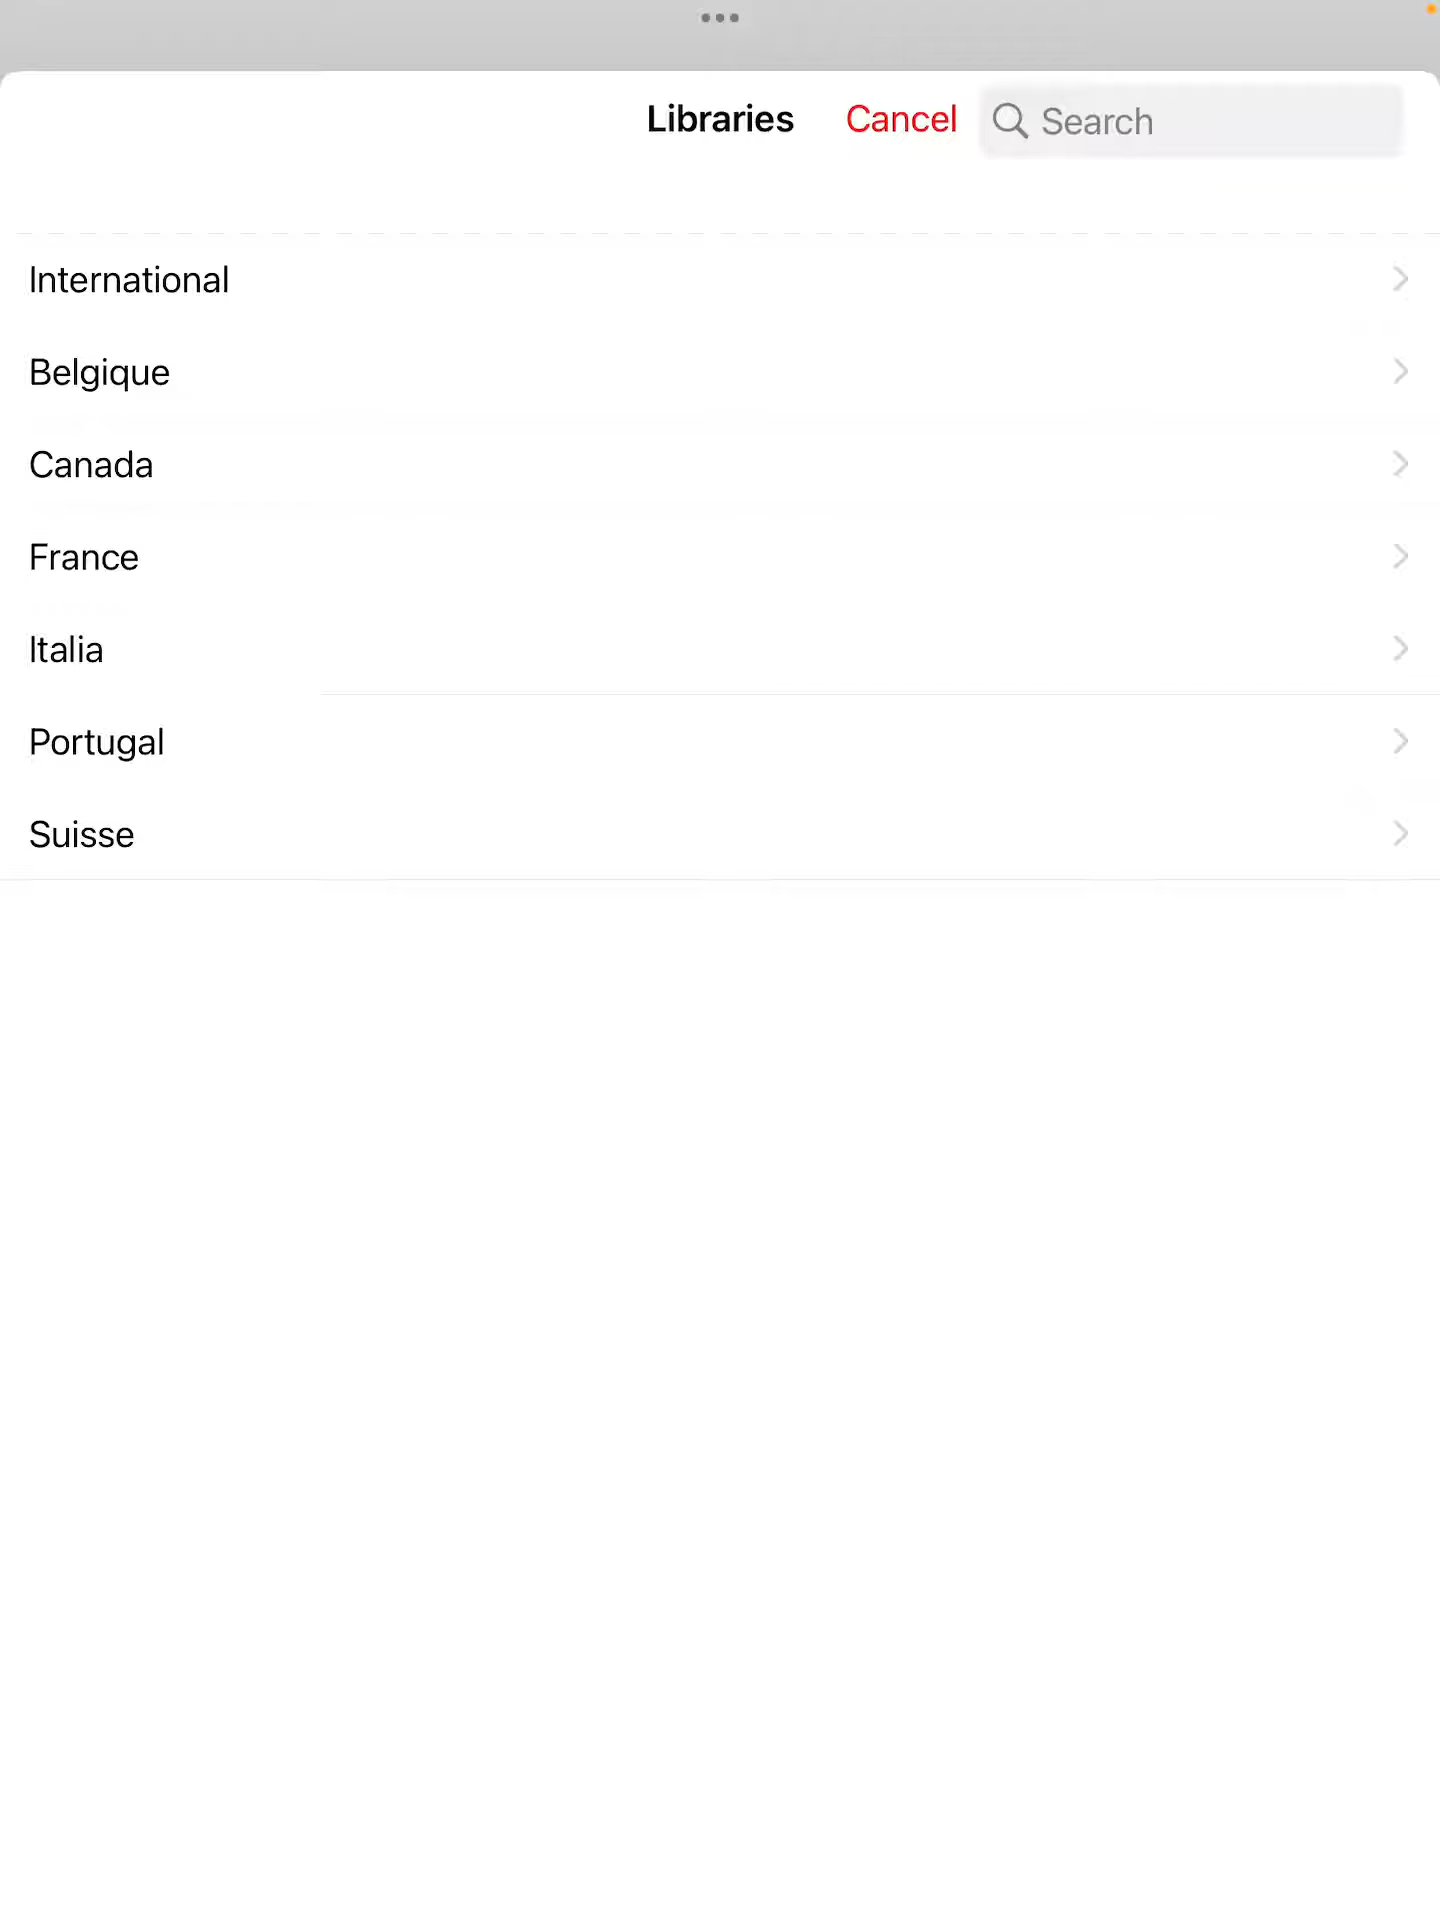 Libraries Cancel Search
International
Belgique
Canada
France
Italia
Portugal
Suisse